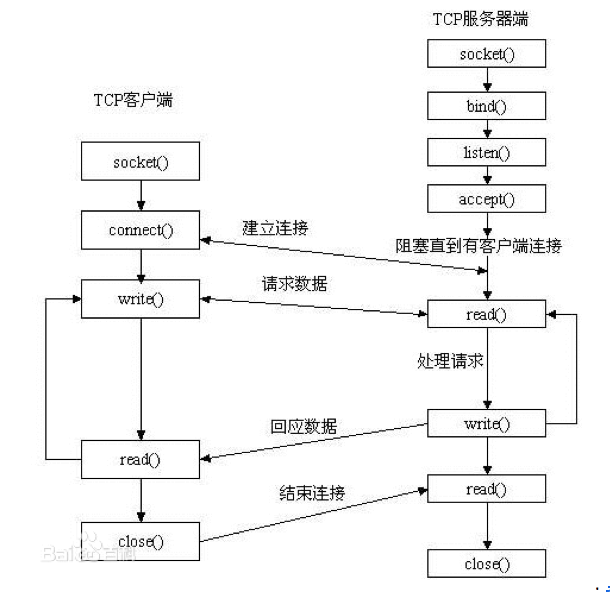 TCP服务器端
socket()
bind()
TCP客户端
listen()
socket()
accept()
connect()
建立连接
阻塞直到有客户端连接
请求数据
write()
read()
处理请求
回应数据
write()
read()
结束连接
read()
close()
close()
Baidu百科